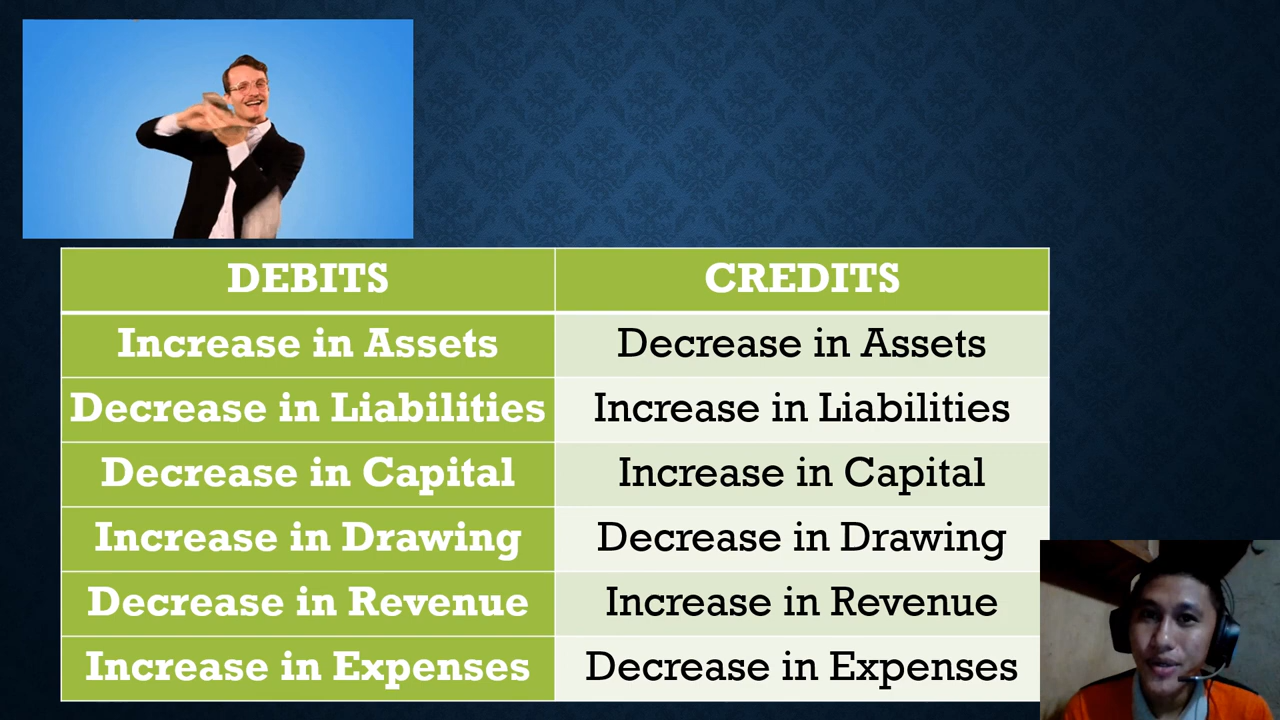 DEBITS CREDITS
Increase in Assets Decrease in Assets
Decrease in Liabilities Increase in Liabilities
Decrease in Capital Increase in Capital
Increase in Drawing Decrease in Drawing
Decrease in Revenue Increase in Revenue
Increase in Expenses Decrease in Expenses